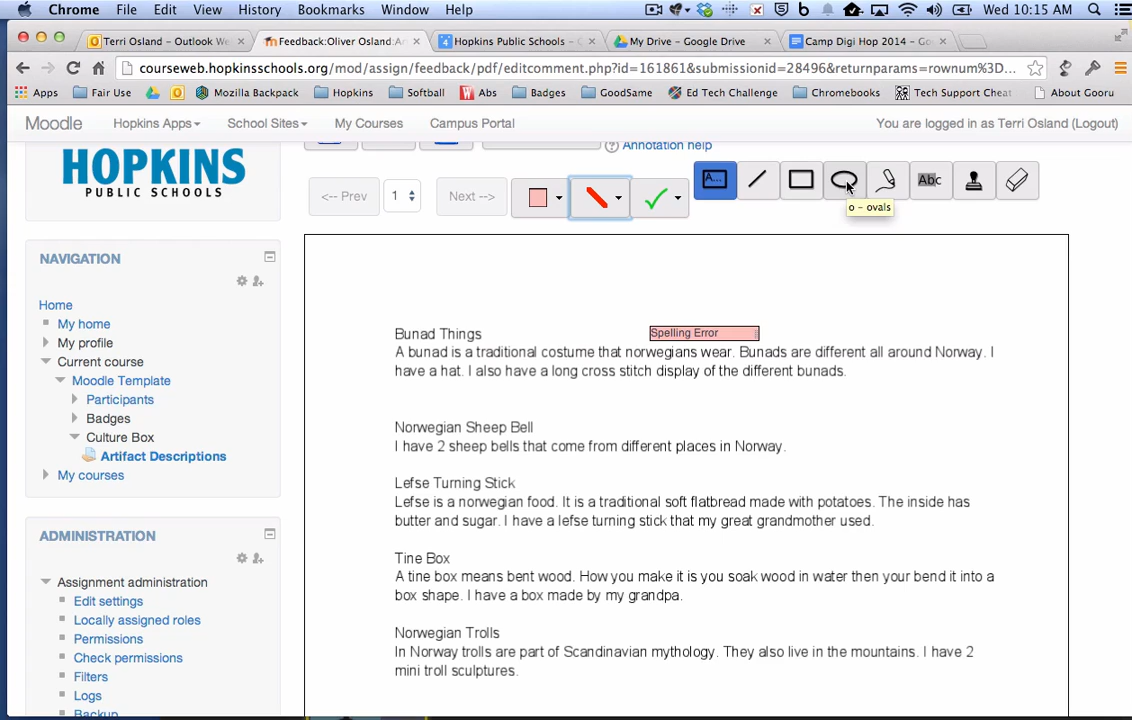 Chrome File Edit View History Bookmarks Window Help Wed 10:15 AM
Terri Osland - Outlook We
Feedback:Oliver Osland:A
Hopkins Public Schools -
My Drive - Google Drive
Camp Digi Hop 2014 - Go
courseweb.hopkinsschools.org/mod/assign/feedback/pdf/editcomment.php?id=161861&submissionid=28496&returnparams=rownum%3D...
Apps Fair Use Mozilla Backpack Hopkins Softball Abs Badges GoodSame Ed Tech Challenge Chromebooks Tech Support Cheat About Gooru
Moodle Hopkins Apps School Sites My Courses Campus Portal You are logged in as Terri Osland (Logout)
HOPKINS
PUBLIC SCHOOLS
Annotation help
<-- Prev 1 Next --> A... Abc
o - ovals
NAVIGATION
Home
My home
My profile
Current course
Moodle Template
Participants
Badges
Culture Box
Artifact Descriptions
My courses
ADMINISTRATION
Assignment administration
Edit settings
Locally assigned roles
Permissions
Check permissions
Filters
Logs
Backup
Bunad Things
Spelling Error
A bunad is a traditional costume that norwegians wear. Bunads are different all around Norway. I
have a hat. I also have a long cross stitch display of the different bunads.
Norwegian Sheep Bell
I have 2 sheep bells that come from different places in Norway.
Lefse Turning Stick
Lefse is a norwegian food. It is a traditional soft flatbread made with potatoes. The inside has
butter and sugar. I have a lefse turning stick that my great grandmother used.
Tine Box
A tine box means bent wood. How you make it is you soak wood in water then your bend it into a
box shape. I have a box made by my grandpa.
Norwegian Trolls
In Norway trolls are part of Scandinavian mythology. They also live in the mountains. I have 2
mini troll sculptures.